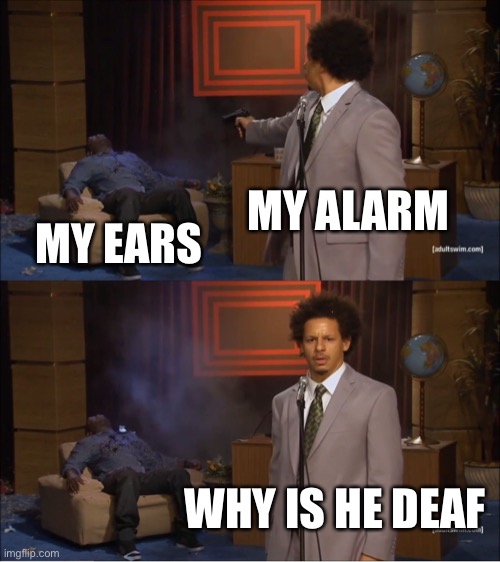 MY ALARM
MY EARS
[adultswim.com]
WHY IS HE DEAF
imgflip.com